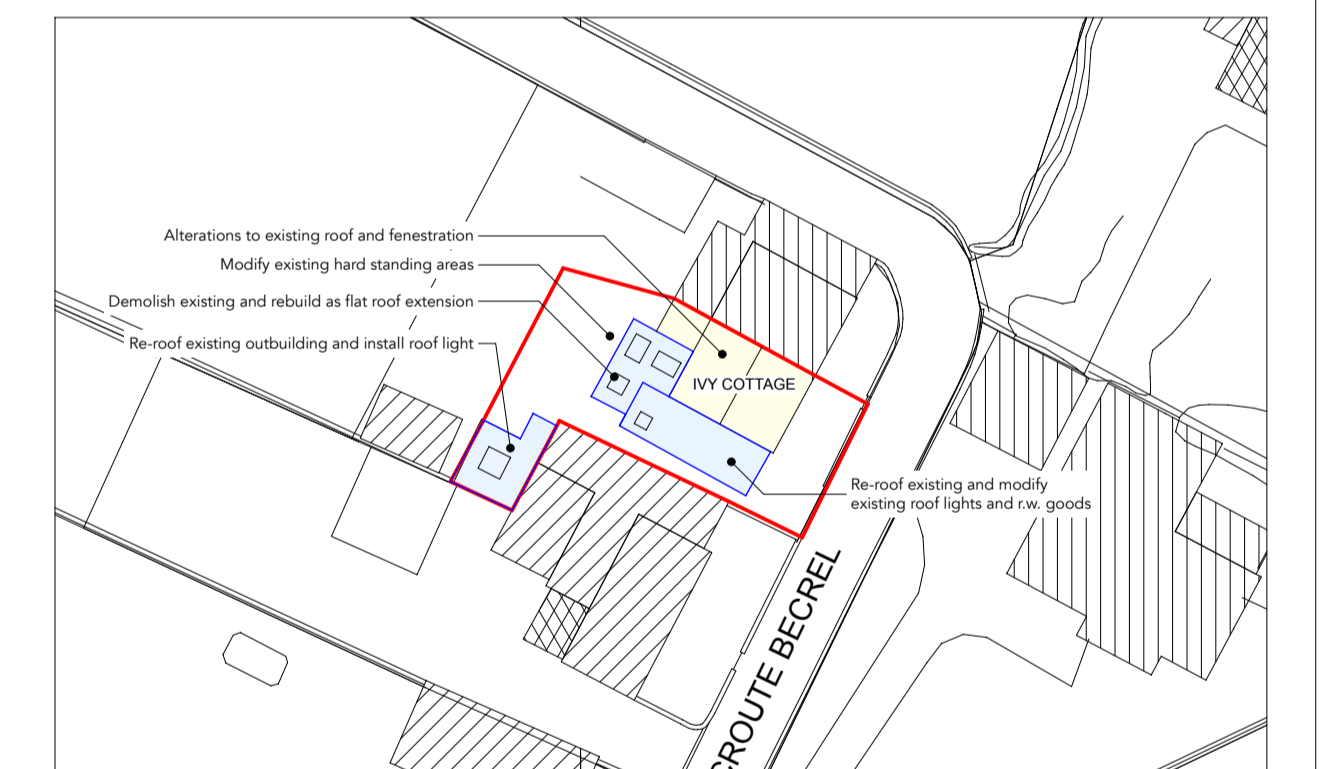 Alterations to existing roof and fenestration
Modify existing hard standing areas
Demolish existing and rebuild as flat roof extension
Re-roof existing outbuilding and install roof light
IVY COTTAGE
Re-roof existing and modify
existing roof lights and r.w. goods
CROUTE BECREL